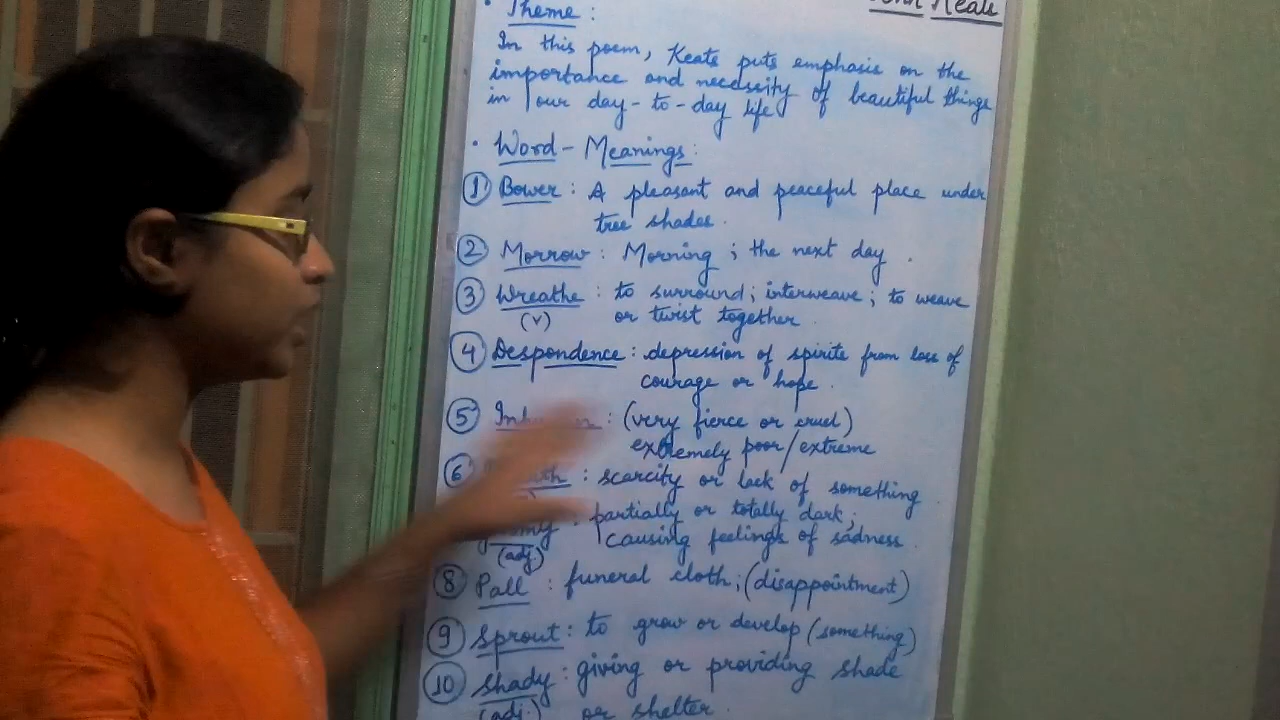 John Keats
• Theme :
In this poem, Keats puts emphasis on the
importance and necessity of beautiful things
in our day-to-day life
• Word-Meanings:
1 Bower : A pleasant and peaceful place under
tree shades.
2 Morrow : Morning ; the next day .
3 Wreathe : to surround; interweave; to weave
(v) or twist together
4 Despondence : depression of spirits from loss of
courage or hope .
5 : (very fierce or cruel)
extremely poor/extreme
6 : scarcity or lack of something
: partially or totally dark;
(adj) causing feelings of sadness
8 Pall : funeral cloth; (disappointment)
9 Sprout : to grow or develop (something)
10 Shady : giving or providing shade
(adj.) or shelter.